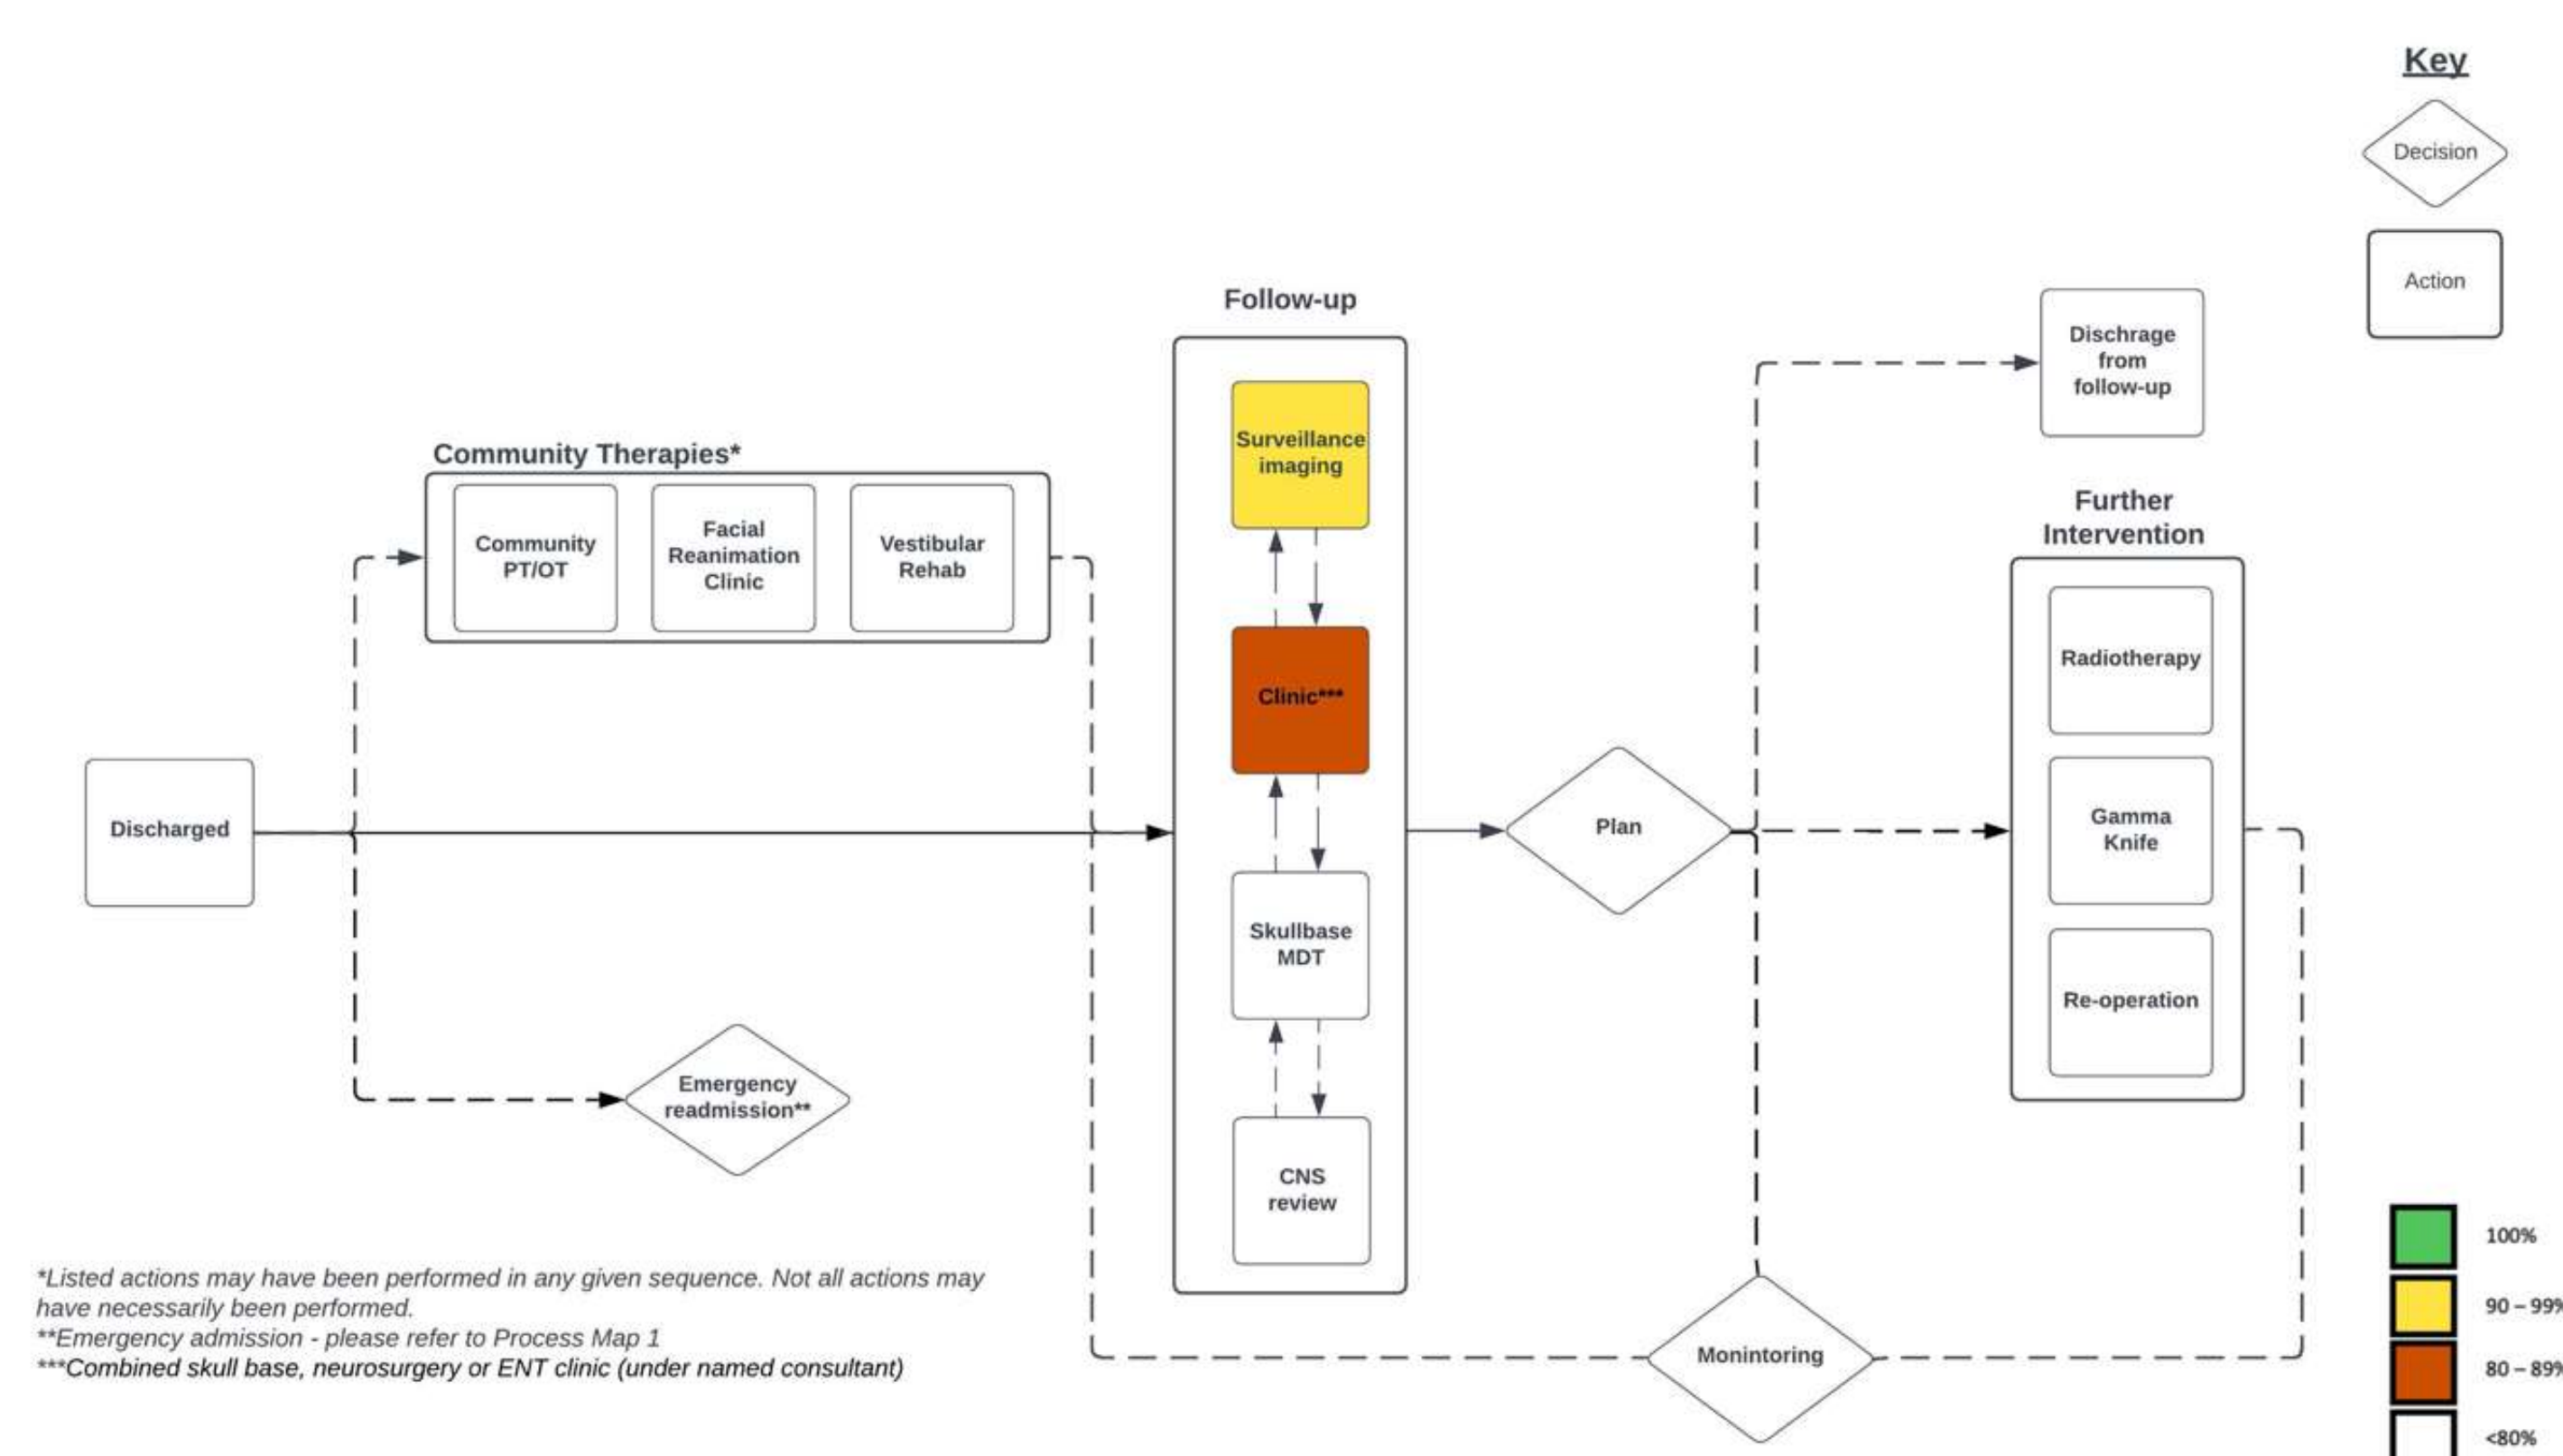 Key
Decision
Action
Follow-up
Surveillance
imaging
Clinic***
Skullbase
MDT
CNS
review
Community Therapies*
Community
PT/OT
Facial
Reanimation
Clinic
Vestibular
Rehab
Discharged
Emergency
readmission**
Plan
Dischrage
from
follow-up
Further
Intervention
Radiotherapy
Gamma
Knife
Re-operation
Monintoring
*Listed actions may have been performed in any given sequence. Not all actions may
have necessarily been performed.
**Emergency admission - please refer to Process Map 1
***Combined skull base, neurosurgery or ENT clinic (under named consultant)
100%
90 – 99%
80 – 89%
<80%